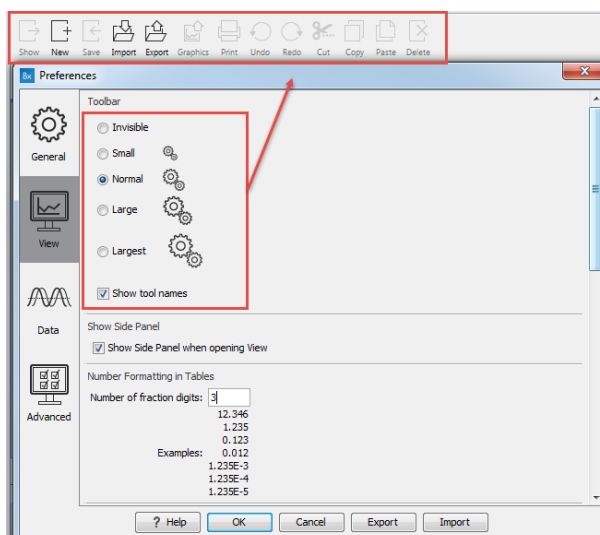 Show New Save Import Export Graphics Print Undo Redo Cut Copy Paste Delete
Bx Preferences
Toolbar
General
Invisible
Small
Normal
Large
Largest
Show tool names
View
Data
Show Side Panel
Show Side Panel when opening View
Number Formatting in Tables
Number of fraction digits: 3
Advanced
12.346
1.235
0.123
Examples: 0.012
1.235E-3
1.235E-4
1.235E-5
? Help OK Cancel Export Import